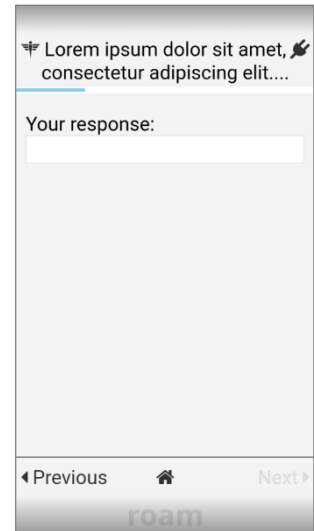 Lorem ipsum dolor sit amet,
consectetur adipiscing elit....
Your response:
Previous
Next
roam